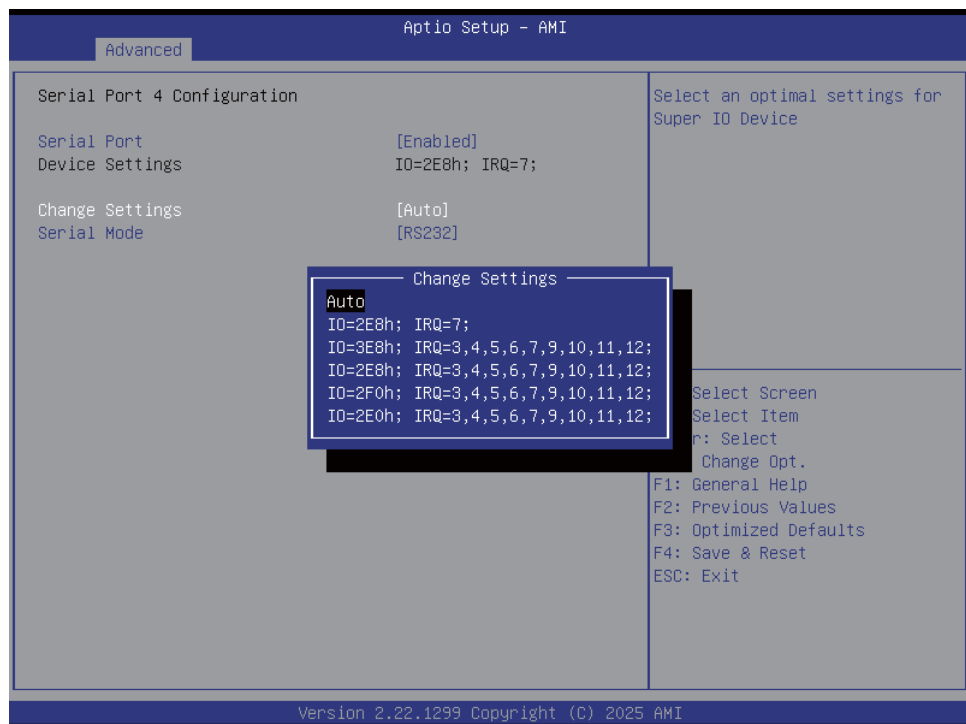 Aptio Setup – AMI
Advanced
Serial Port 4 Configuration
Serial Port [Enabled]
Device Settings IO=2E8h; IRQ=7;
Change Settings [Auto]
Serial Mode [RS232]
Select an optimal settings for
Super IO Device
Change Settings
Auto
IO=2E8h; IRQ=7;
IO=3E8h; IRQ=3,4,5,6,7,9,10,11,12;
IO=2E8h; IRQ=3,4,5,6,7,9,10,11,12;
IO=2F0h; IRQ=3,4,5,6,7,9,10,11,12;
IO=2E0h; IRQ=3,4,5,6,7,9,10,11,12;
Select Screen
Select Item
r: Select
Change Opt.
F1: General Help
F2: Previous Values
F3: Optimized Defaults
F4: Save & Reset
ESC: Exit
Version 2.22.1299 Copyright (C) 2025 AMI